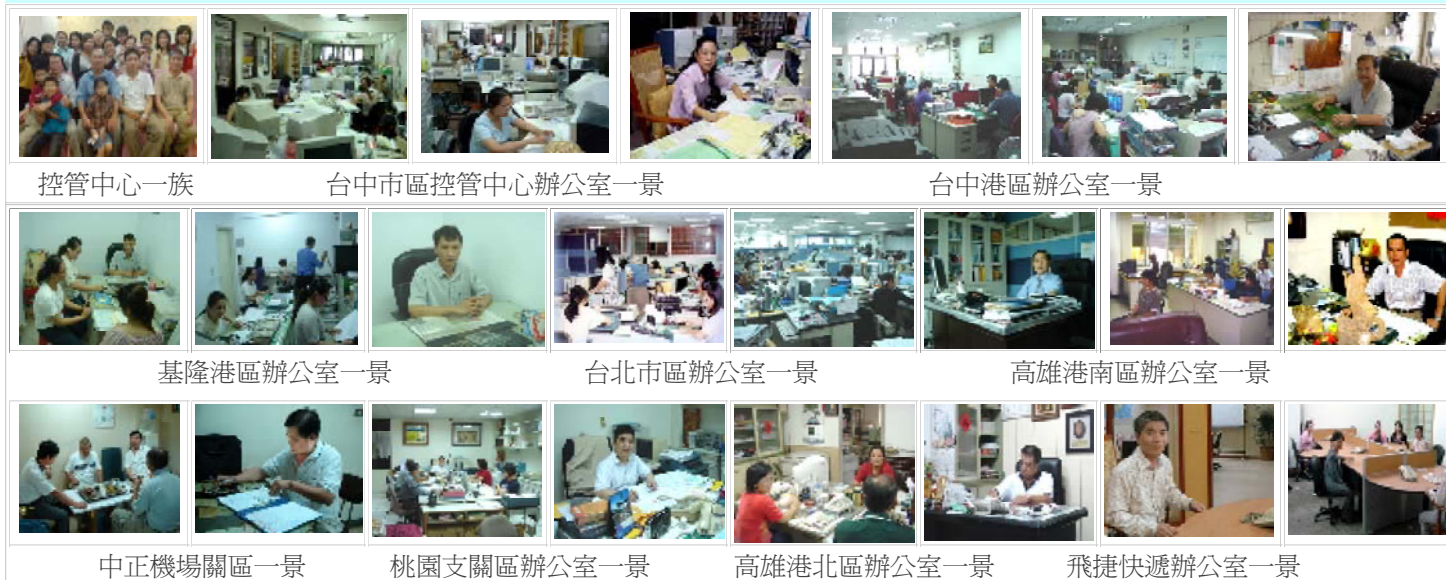 控管中心一族 台中市區控管中心辦公室一景 台中港區辦公室一景
基隆港區辦公室一景 台北市區辦公室一景 高雄港南區辦公室一景
中正機場關區一景 桃園支關區辦公室一景 高雄港北區辦公室一景 飛捷快遞辦公室一景